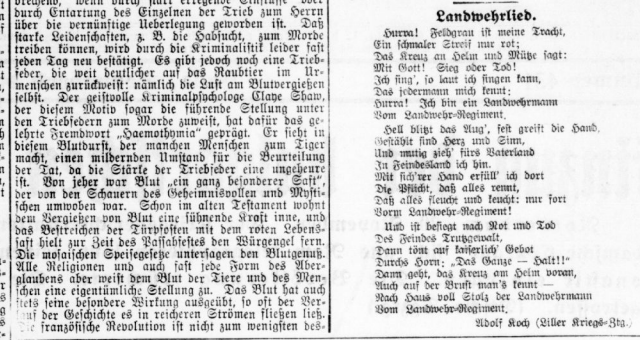 brechend, wenn durch stark erregende Einflüsse oder
durch Entartung des Einzelnen der Trieb zum Herrn
über die vernünftige Ueberlegung geworden ist. Daß
starke Leidenschaften, z. B. die Habsucht, zum Morde
treiben können, wird durch die Kriminalistik leider fast
jeden Tag neu bestätigt. Es gibt jedoch noch eine Trieb-
feder, die weit deutlicher auf das Raubtier im Ur-
menschen zurückweist: nämlich die Lust am Blutvergießen
selbst. Der geistvolle Kriminalpsychologe Claye Shaw,
der diesem Motiv sogar die führende Stellung unter
den Triebfedern zum Morde zuweist, hat dafür das ge-
lehrte Fremdwort „Haemothymia“ geprägt. Er sieht in
diesem Blutdurst, der manchen Menschen zum Tiger
macht, einen mildernden Umstand für die Beurteilung
der Tat, da die Stärke der Triebfeder eine ungeheure
ist. Von jeher war Blut „ein ganz besonderer Saft“,
der von den Schauern des Geheimnisvollen und Mysti-
schen umwoben war. Schon im alten Testament wohnt
dem Vergießen von Blut eine sühnende Kraft inne, und
das Bestreichen der Türpfosten mit dem roten Lebens-
saft hielt zur Zeit des Passahfestes den Würgengel fern.
Die mosaischen Speisegesetze untersagen den Blutgenuß.
Alle Religionen und auch fast jede Form des Aber-
glaubens aber weist dem Blut der Tiere und des Men-
schen eine eigentümliche Stellung zu. Das Blut hat auch
stets seine besondere Wirkung ausgeübt, so oft der Ver-
lauf der Geschichte es in reicheren Strömen fließen ließ.
Die französische Revolution ist nicht zum wenigsten des-
Landwehrlied.
Hurra! Feldgrau ist meine Tracht,
Ein schmaler Streif nur rot;
Das Kreuz an Helm und Mütze sagt:
Mit Gott! Sieg oder Tod!
Ich sing', so laut ich singen kann,
Das jedermann mich kennt:
Hurra! Ich bin ein Landwehrmann
Vom Landwehr-Regiment.
Hell blitzt das Aug', fest greift die Hand,
Gestählt sind Herz und Sinn,
Und mutig zieh' fürs Vaterland
In Feindesland ich hin.
Mit sich'rer Hand erfüll' ich dort
Die Pflicht, daß alles rennt,
Daß alles fleucht und keucht: nur fort
Vorm Landwehr-Regiment!
Und ist besiegt nach Not und Tod
Des Feindes Trutzgewalt,
Dann tönt auf kaiserlich' Gebot
Durchs Horn: „Das Ganze — Halt!!“
Dann geht, das Kreuz am Helm voran,
Auch auf der Brust man's kennt —
Nach Haus voll Stolz der Landwehrmann
Vom Landwehr-Regiment.
Adolf Koch (Liller Kriegs-Ztg.)